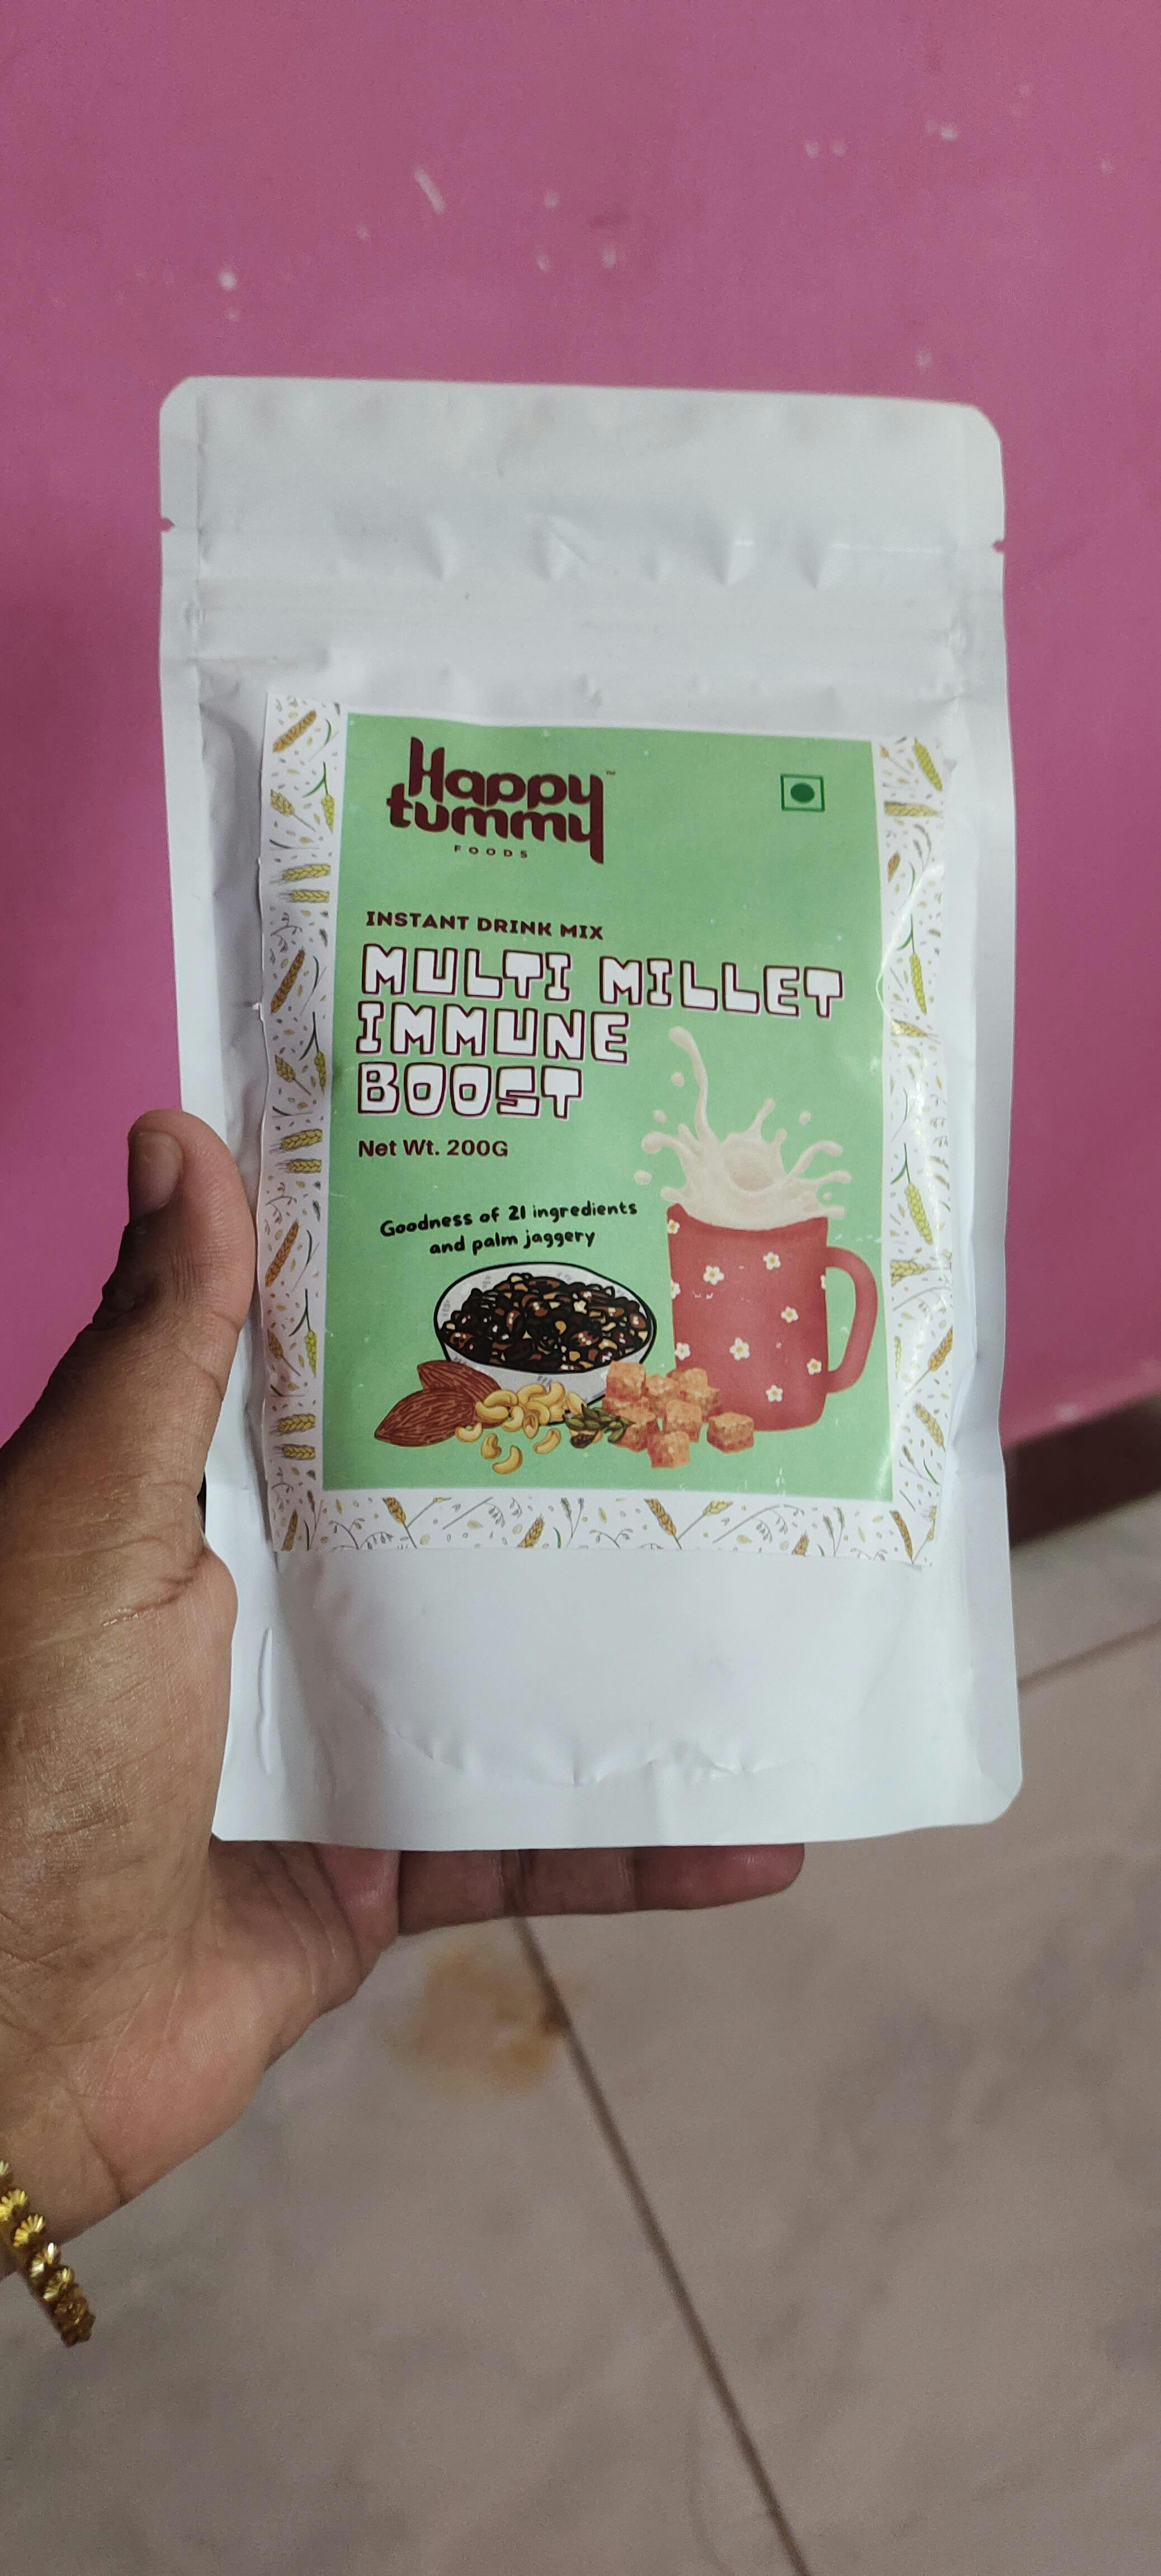 Happy
tummy™
FOODS
INSTANT DRINK MIX
MULTI MILLET
IMMUNE
BOOST
Net Wt. 200G
Goodness of 21 ingredients
and palm jaggery